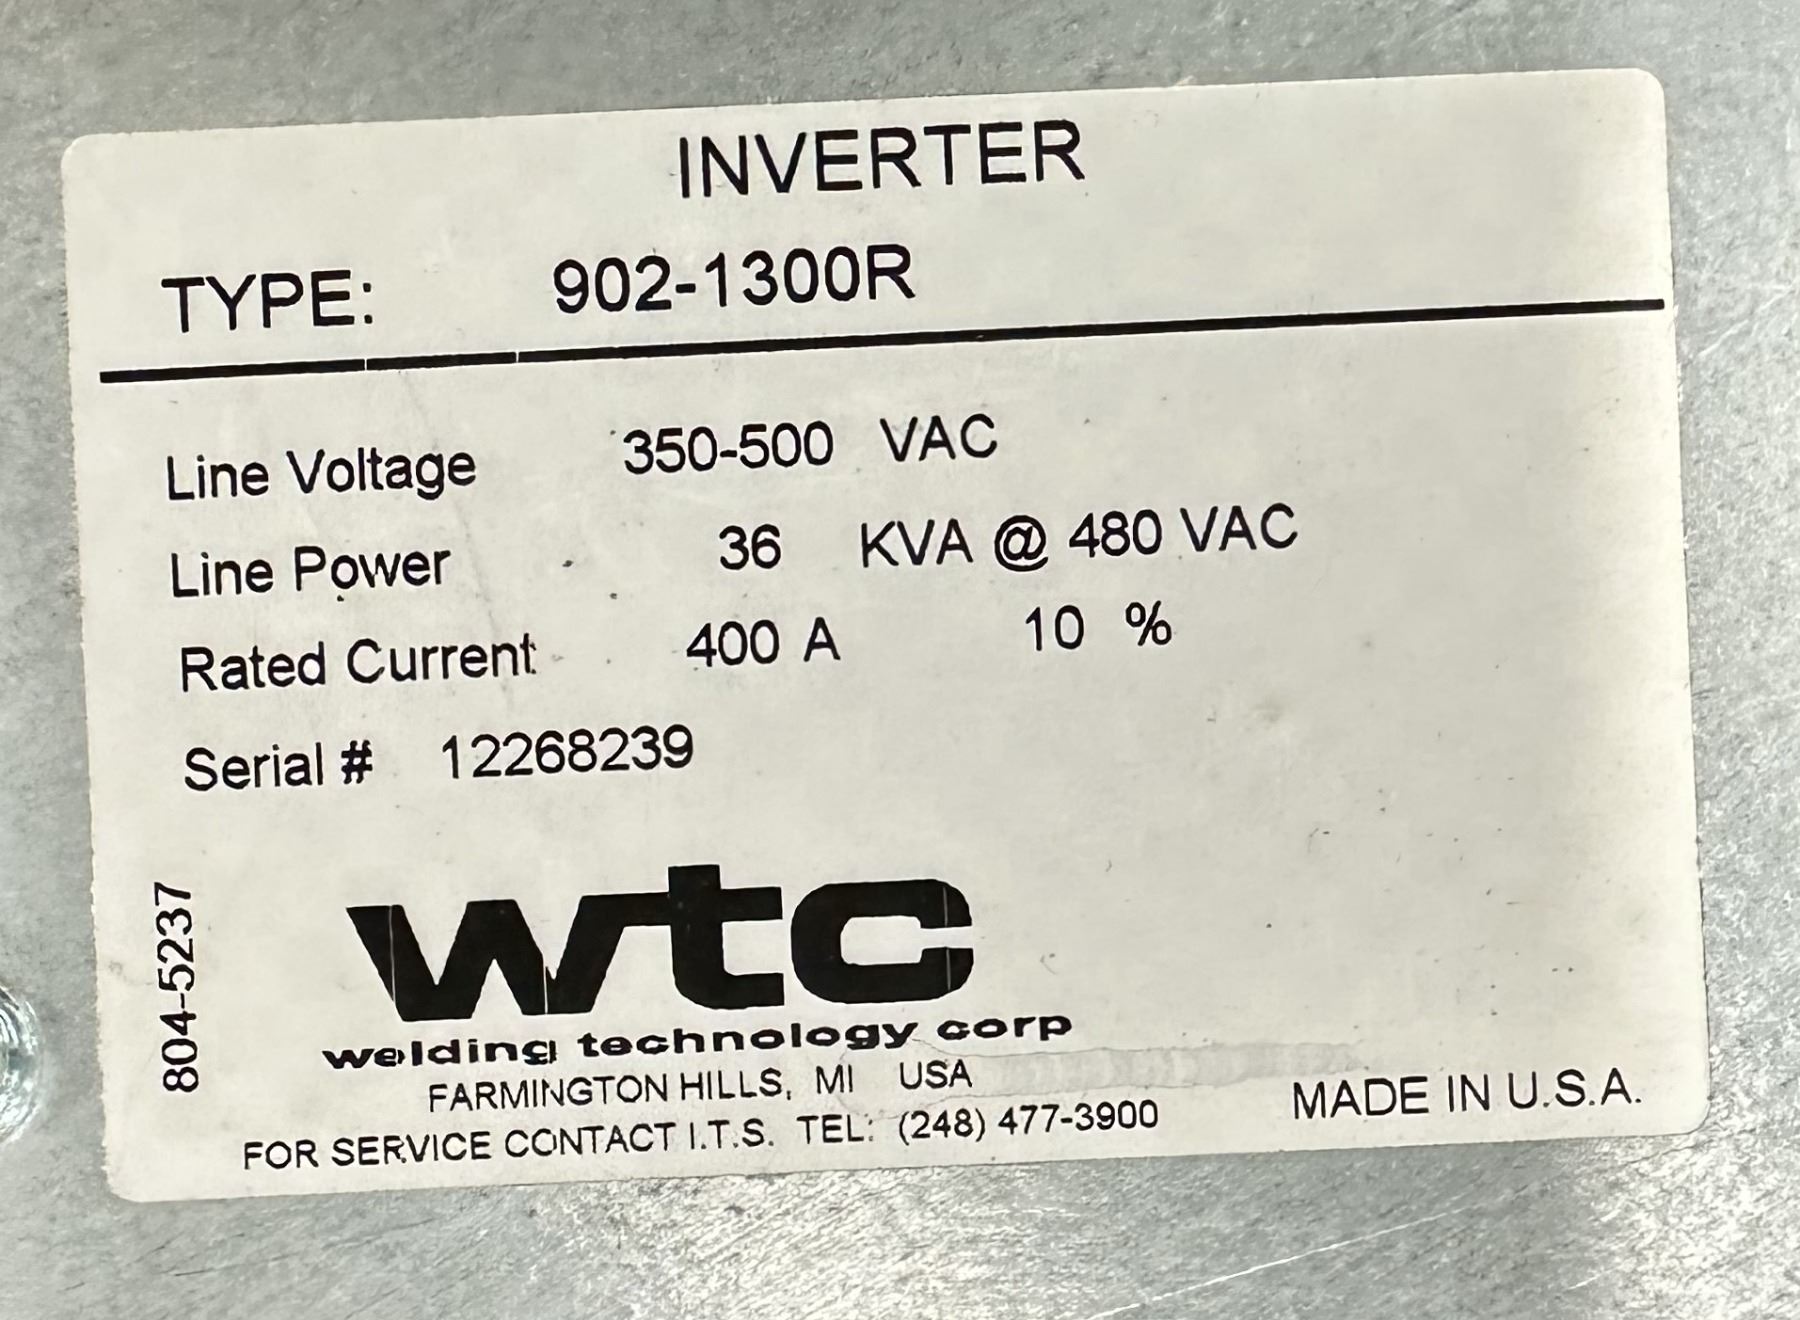 INVERTER
TYPE: 902-1300R
Line Voltage 350-500 VAC
Line Power 36 KVA @ 480 VAC
Rated Current 400 A 10 %
Serial # 12268239
804-5237
wtc
welding technology corp
FARMINGTON HILLS, MI USA
FOR SERVICE CONTACT I.T.S. TEL: (248) 477-3900
MADE IN U.S.A.